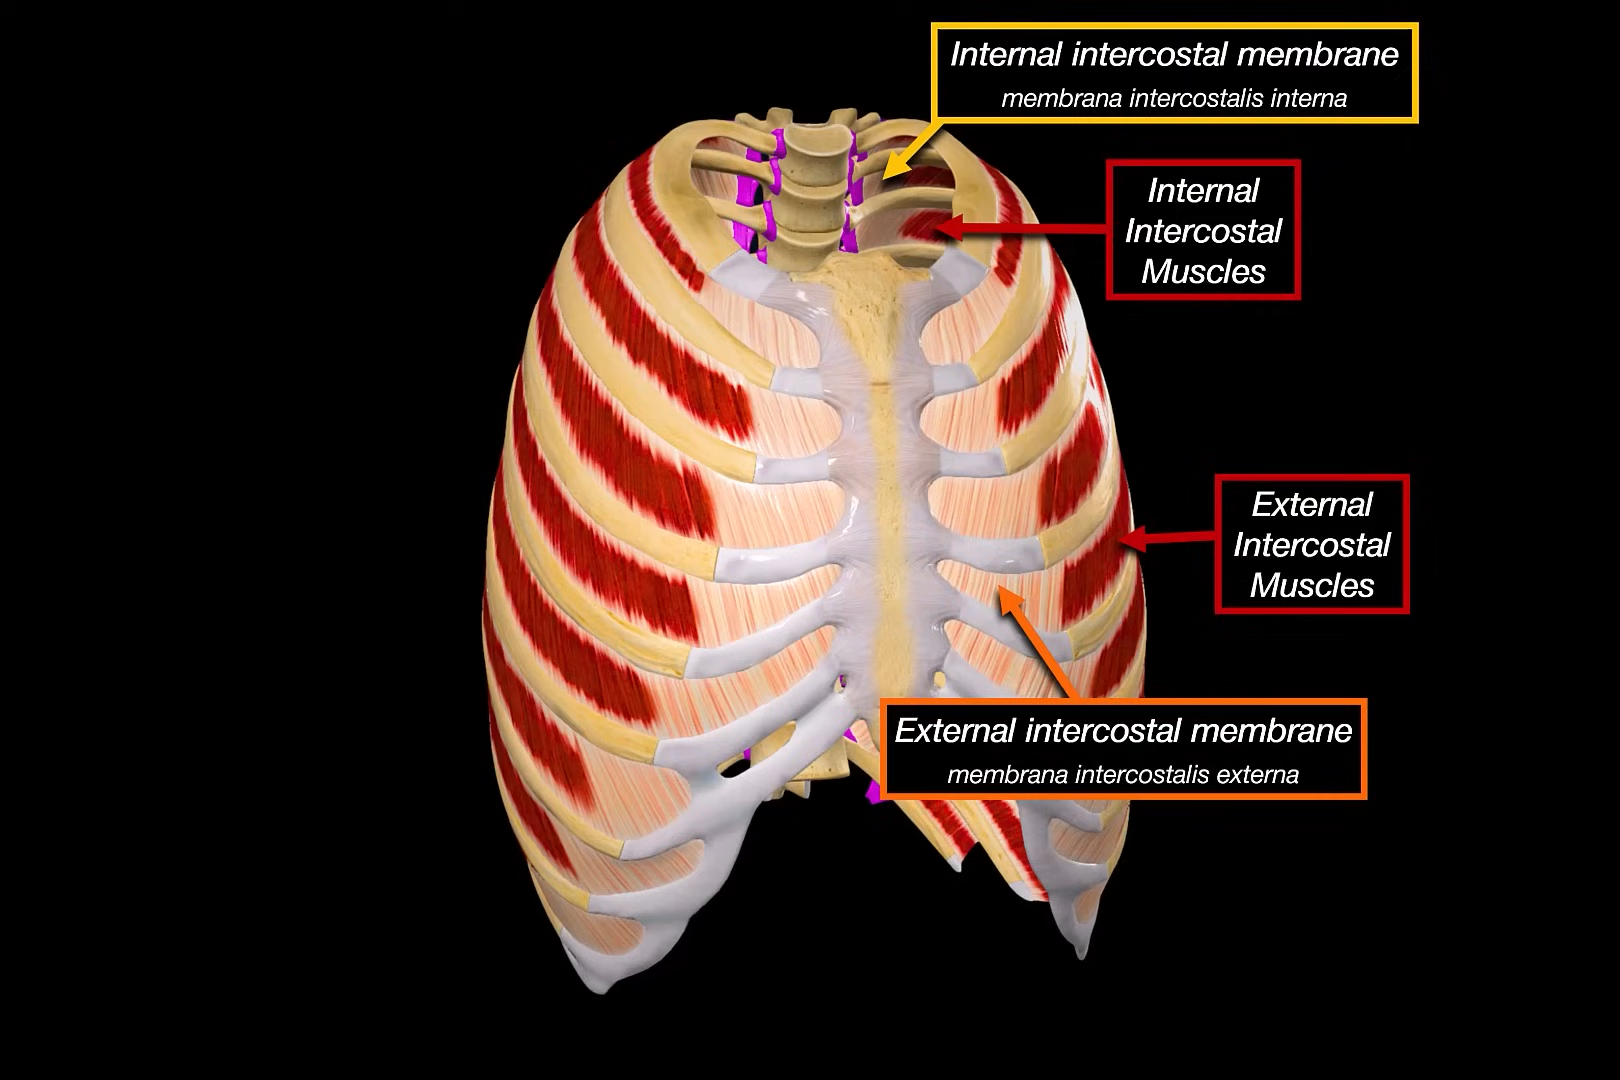 Internal intercostal membrane
membrana intercostalis interna
Internal
Intercostal
Muscles
External
Intercostal
Muscles
External intercostal membrane
membrana intercostalis externa